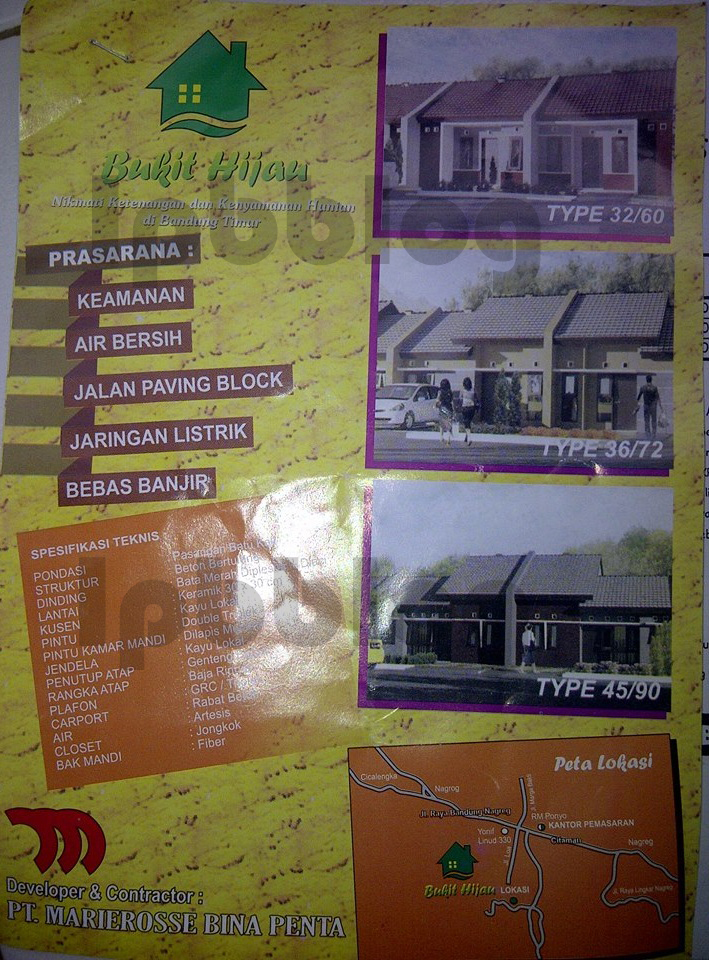 Bukit Hijau
Nikmati Ketenangan dan Kenyamanan Hunian
di Bandung Timur
PRASARANA :
KEAMANAN
AIR BERSIH
JALAN PAVING BLOCK
JARINGAN LISTRIK
BEBAS BANJIR
TYPE 32/60
TYPE 36/72
TYPE 45/90
lpbblog
SPESIFIKASI TEKNIS :
PONDASI : Pasangan Batu
STRUKTUR : Beton Bertulang
DINDING : Bata Merah Diplester
LANTAI : Keramik 30
KUSEN : Kayu Lokal
PINTU : Double
PINTU KAMAR MANDI : Dilapis
JENDELA : Kayu Lokal
PENUTUP ATAP : Genteng
RANGKA ATAP : Baja
PLAFON : GRC /
CARPORT : Rabat
AIR : Artesis
CLOSET : Jongkok
BAK MANDI : Fiber
Developer & Contractor :
PT. MARIEROSSE BINA PENTA
Peta Lokasi
Cicalengka
Nagrog
Jl. Raya Bandung Nagreg
RM Ponyo
KANTOR PEMASARAN
Yonif
Linud 330
Citaman
Nagreg
Bukit Hijau
LOKASI
Jl. Raya Lingkat Nagreg